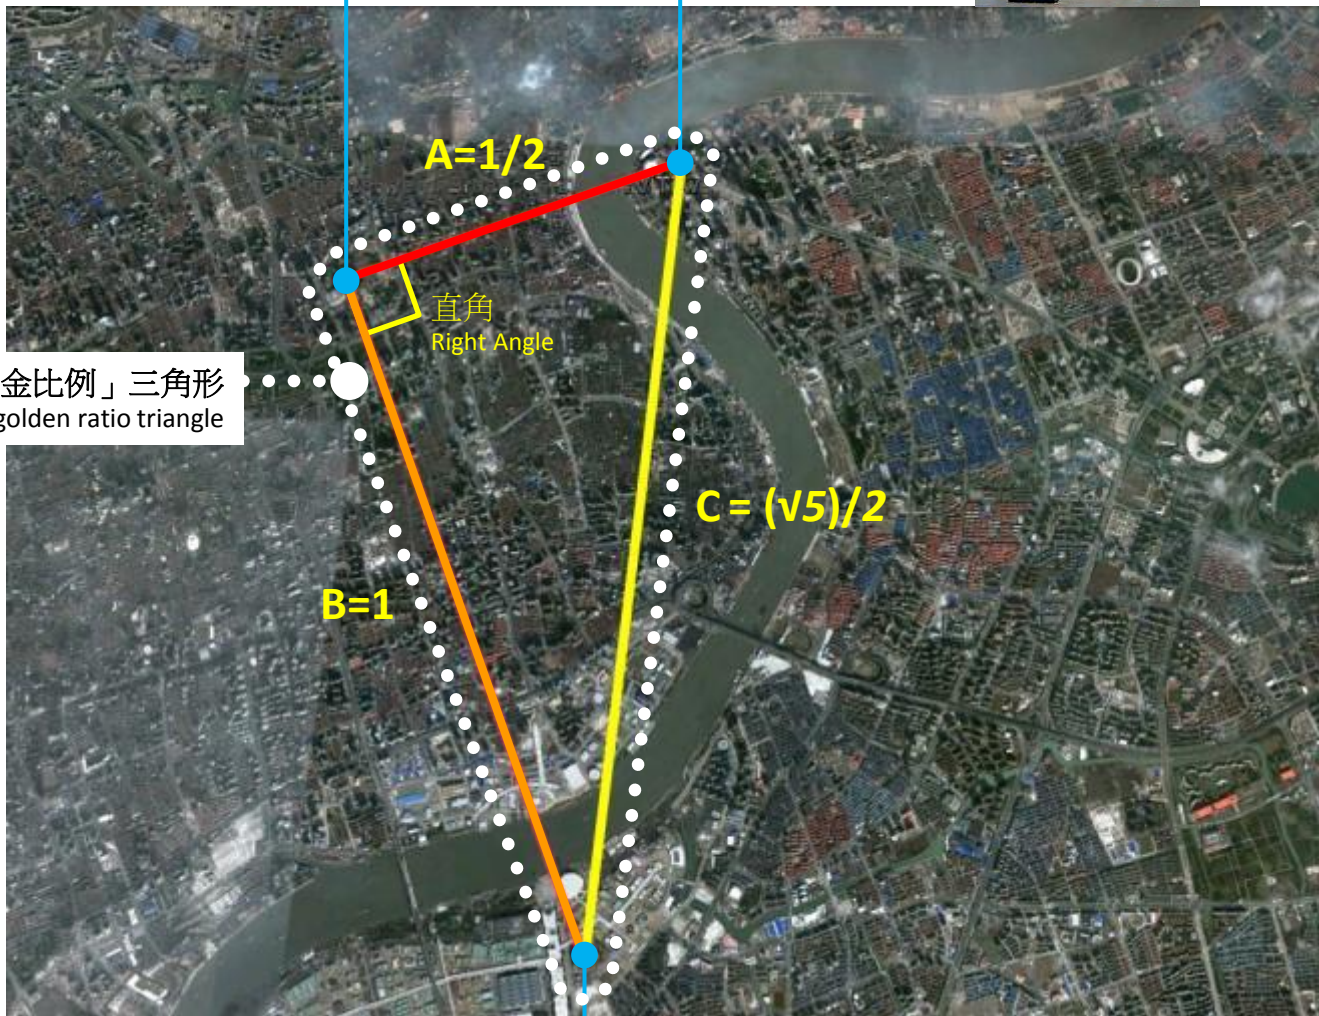 A=1/2
直角
Right Angle
金比例」三角形
golden ratio triangle
C = (√5)/2
B=1